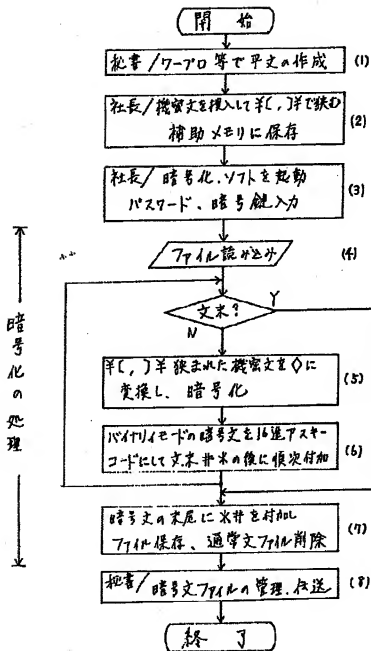 開始
秘書/ワープロ等で平文の作成 (1)
社長/機密文を挿入して¥[, ]¥で狭む
補助メモリに保存 (2)
社長/暗号化ソフトを起動
パスワード、暗号鍵入力 (3)
ファイル読み込み (4)
文末?
Y
N
¥[, ]¥狭まれた機密文を◇に
変換し、暗号化 (5)
バイナリィモードの暗号文を16進アスキー
コードにして文末#*の後に順次付加 (6)
暗号文の末尾に*#を付加し
ファイル保存、通常文ファイル削除 (7)
秘書/暗号文ファイルの管理、伝送 (8)
終了
暗号化の処理